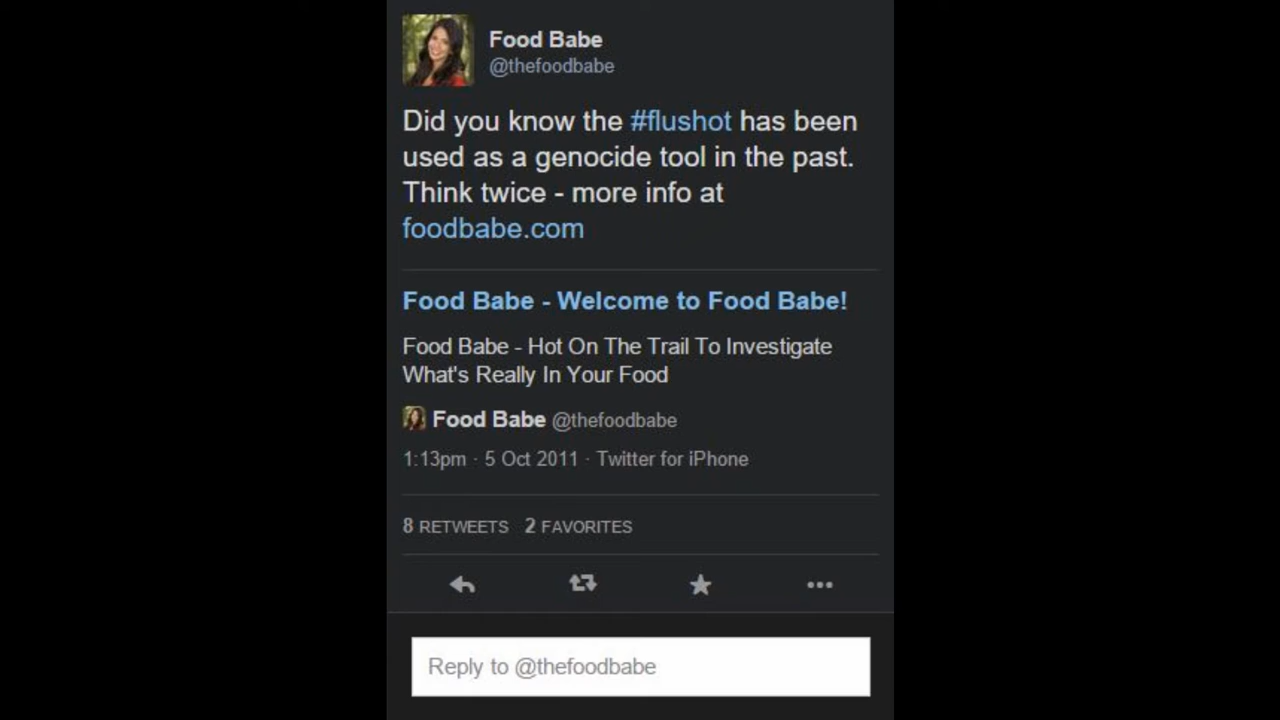 Food Babe
@thefoodbabe
Did you know the #flushot has been
used as a genocide tool in the past.
Think twice - more info at
foodbabe.com
Food Babe - Welcome to Food Babe!
Food Babe - Hot On The Trail To Investigate
What's Really In Your Food
Food Babe @thefoodbabe
1:13pm · 5 Oct 2011 · Twitter for iPhone
8 RETWEETS 2 FAVORITES
Reply to @thefoodbabe